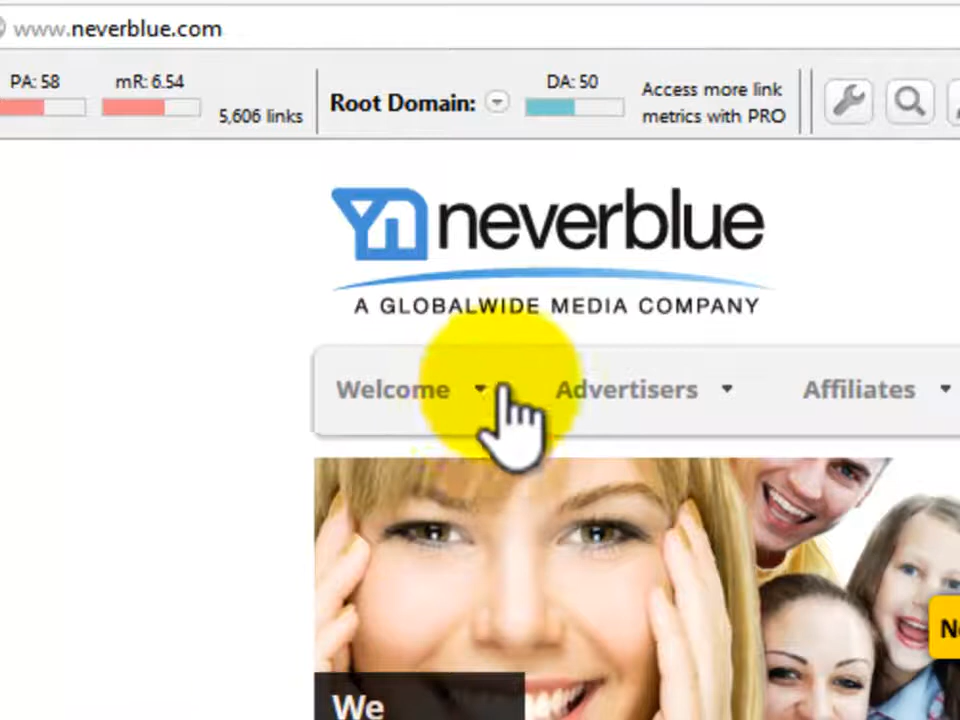 www.neverblue.com
PA: 58
mR: 6.54
5,606 links
Root Domain:
DA: 50
Access more link
metrics with PRO
neverblue
A GLOBALWIDE MEDIA COMPANY
Welcome
Advertisers
Affiliates
We